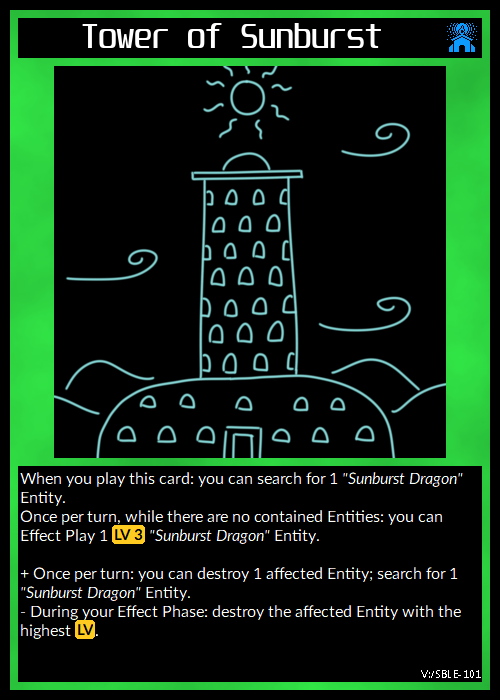 Tower of Sunburst
When you play this card: you can search for 1 "Sunburst Dragon"
Entity.
Once per turn, while there are no contained Entities: you can
Effect Play 1 LV 3 "Sunburst Dragon" Entity.
+ Once per turn: you can destroy 1 affected Entity; search for 1
"Sunburst Dragon" Entity.
- During your Effect Phase: destroy the affected Entity with the
highest LV.
V:/SBLE-101